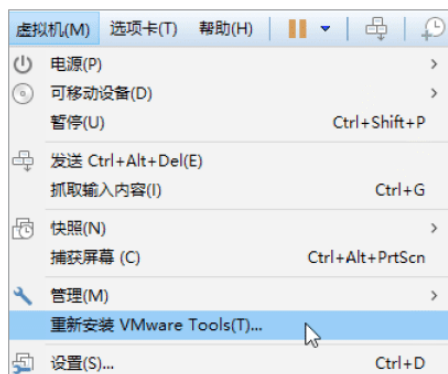 虚拟机(M) 选项卡(T) 帮助(H)
电源(P)
可移动设备(D)
暂停(U) Ctrl+Shift+P
发送 Ctrl+Alt+Del(E)
抓取输入内容(I) Ctrl+G
快照(N)
捕获屏幕 (C) Ctrl+Alt+PrtScn
管理(M)
重新安装 VMware Tools(T)...
设置(S)... Ctrl+D